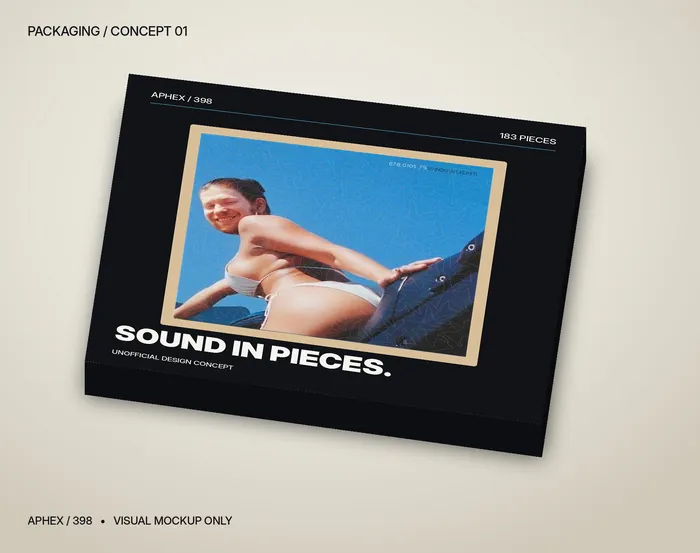 PACKAGING / CONCEPT 01
APHEX / 398
183 PIECES
SOUND IN PIECES.
UNOFFICIAL DESIGN CONCEPT
APHEX / 398 • VISUAL MOCKUP ONLY